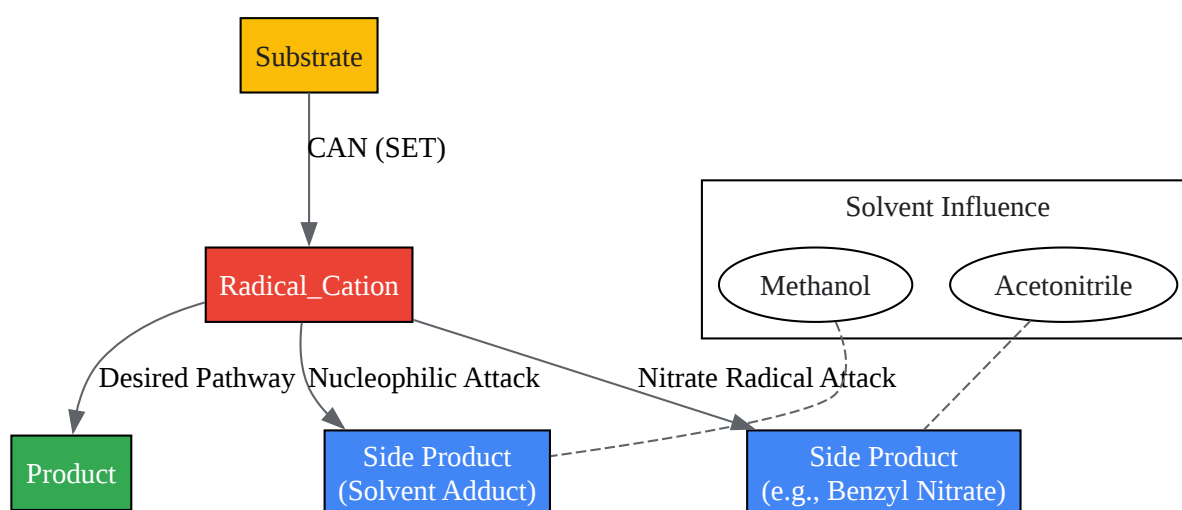 Substrate
CAN (SET)
Solvent Influence
Methanol
Acetonitrile
Radical_Cation
Desired Pathway
Nucleophilic Attack
Nitrate Radical Attack
Product
Side Product
(Solvent Adduct)
Side Product
(e.g., Benzyl Nitrate)